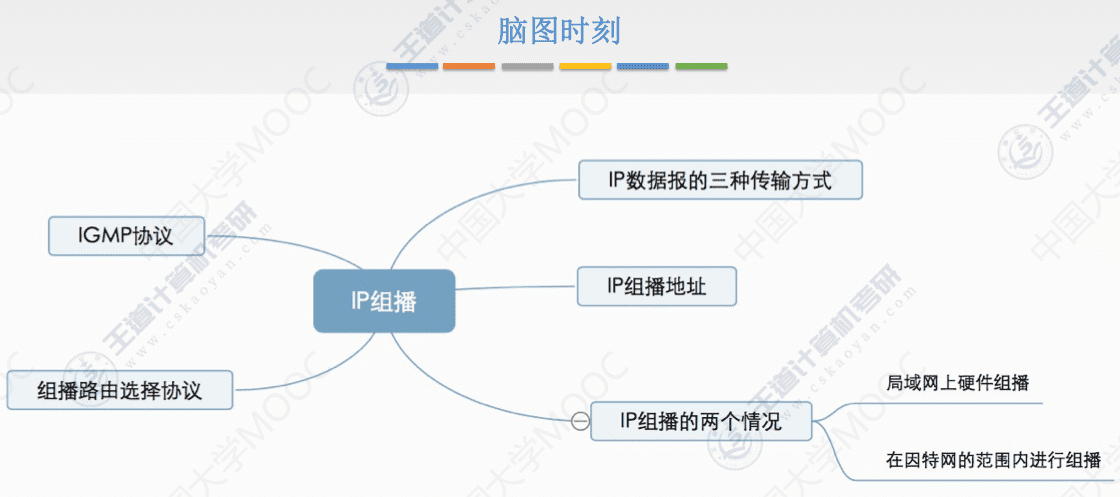 脑图时刻
IP数据报的三种传输方式
IGMP协议
IP组播
IP组播地址
组播路由选择协议
IP组播的两个情况
局域网上硬件组播
在因特网的范围内进行组播
王道计算机考研
www.cskaoyan.com
中国大学MOOC